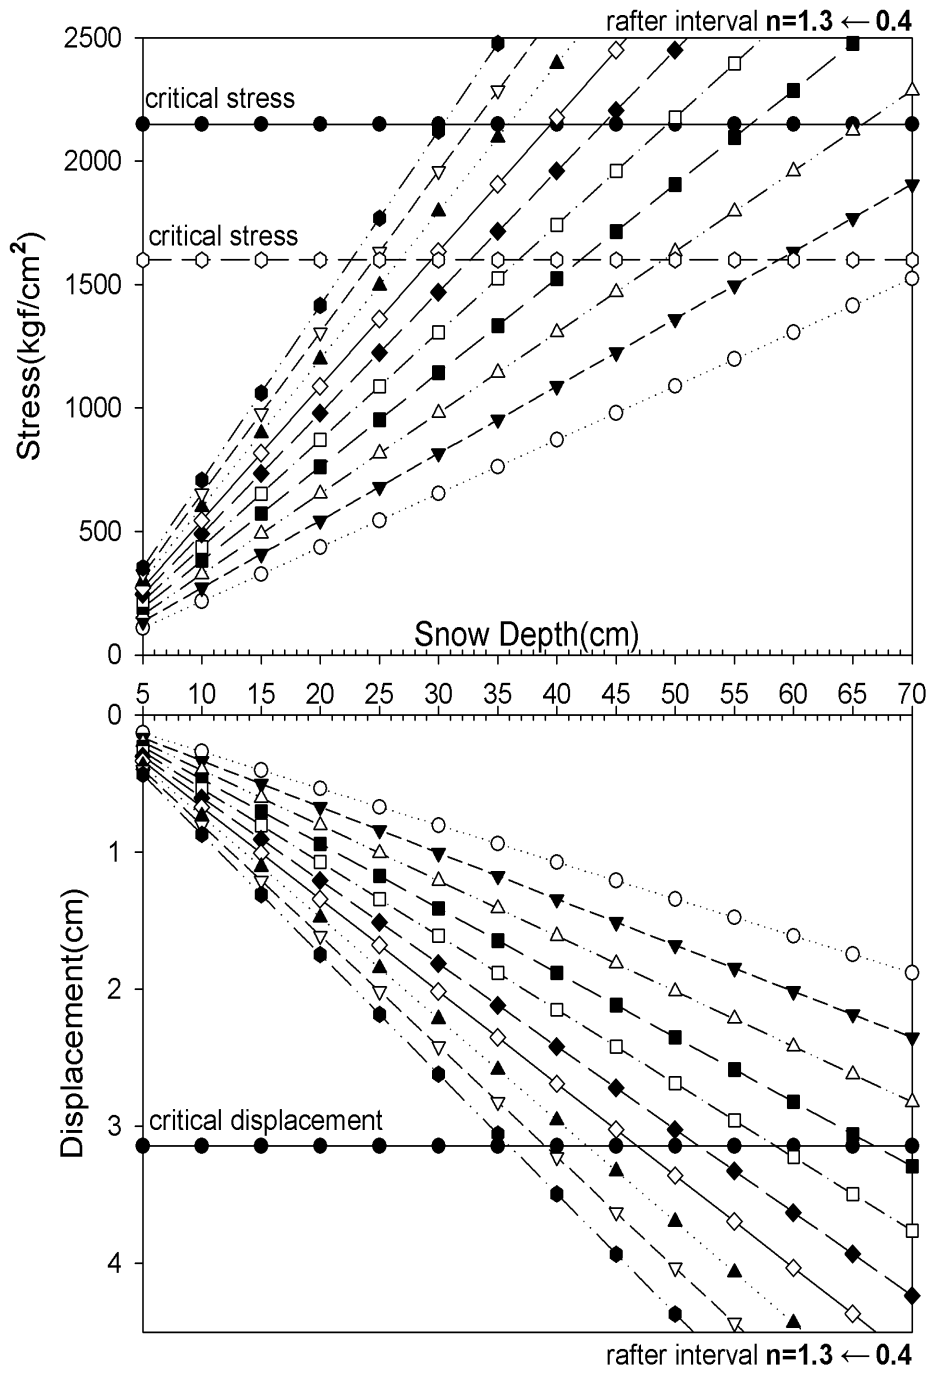 rafter interval n=1.3 ← 0.4
2500
critical stress
2000
critical stress
1500
Stress(kgf/cm²)
1000
500
Snow Depth(cm)
0
5 10 15 20 25 30 35 40 45 50 55 60 65 70
0
1
Displacement(cm)
2
3
critical displacement
4
rafter interval n=1.3 ← 0.4